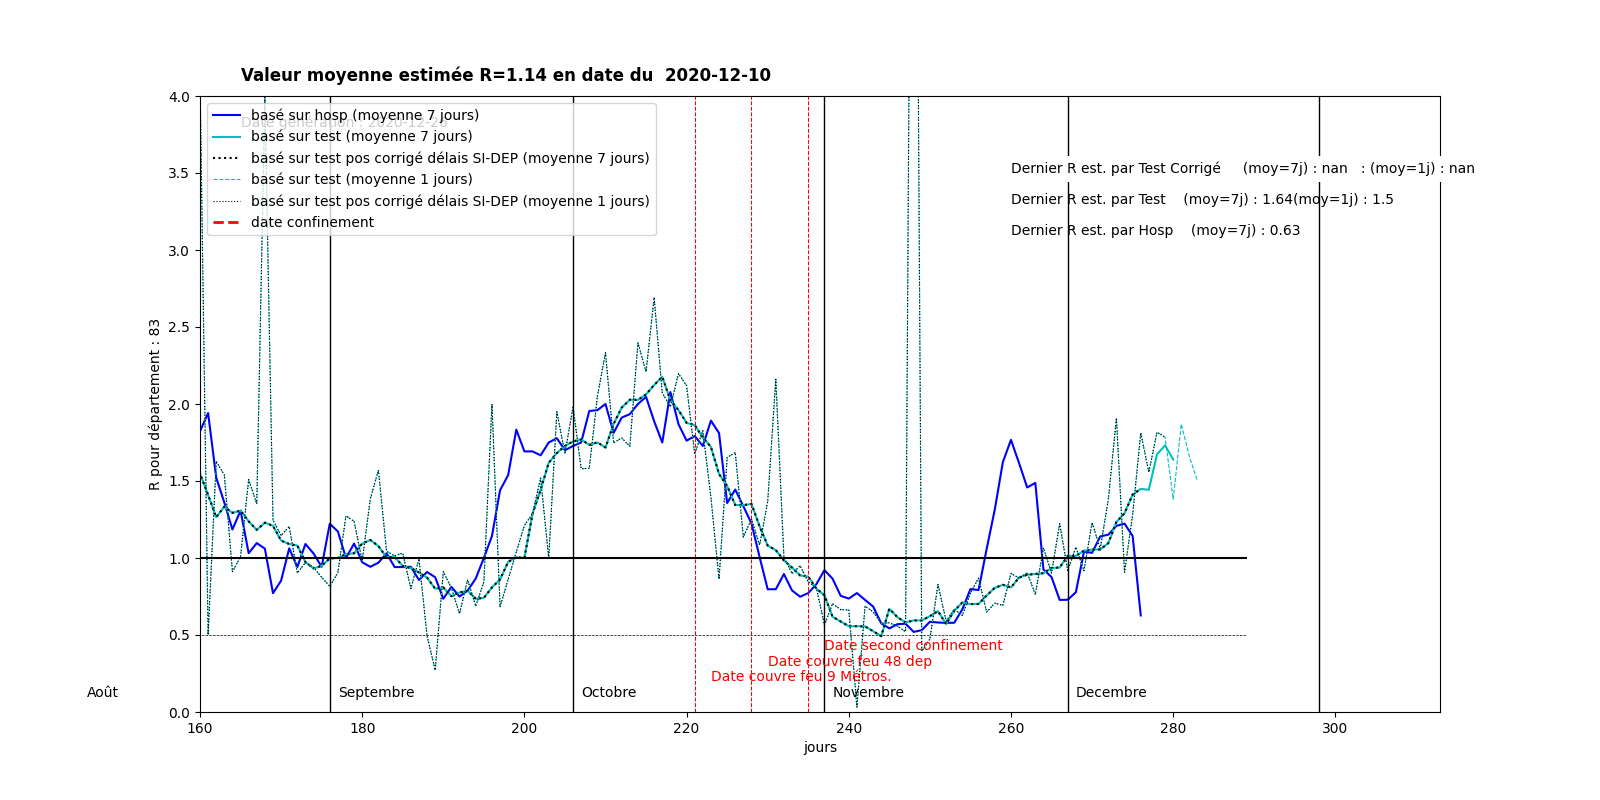 Valeur moyenne estimée R=1.14 en date du  2020-12-10
4.0
basé sur hosp (moyenne 7 jours)
basé sur test (moyenne 7 jours)
basé sur test pos corrigé délais SI-DEP (moyenne 7 jours)
basé sur test (moyenne 1 jours)
basé sur test pos corrigé délais SI-DEP (moyenne 1 jours)
date confinement
Dernier R est. par Test Corrigé     (moy=7j) : nan   : (moy=1j) : nan
Dernier R est. par Test    (moy=7j) : 1.64(moy=1j) : 1.5
Dernier R est. par Hosp    (moy=7j) : 0.63
3.5
3.0
2.5
2.0
1.5
1.0
0.5
0.0
R pour département : 83
Date second confinement
Date couvre feu 48 dep
Date couvre feu 9 Métros.
Août Septembre Octobre Novembre Decembre
160 180 200 220 240 260 280 300
jours